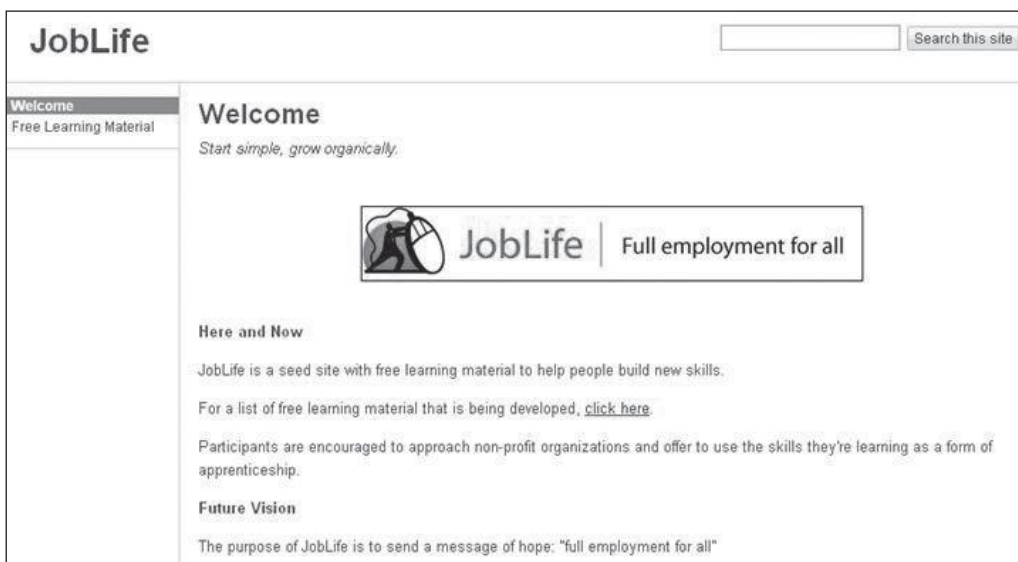 JobLife
Search this site
Welcome
Free Learning Material
Welcome
Start simple, grow organically.
JobLife | Full employment for all
Here and Now
JobLife is a seed site with free learning material to help people build new skills.
For a list of free learning material that is being developed, click here.
Participants are encouraged to approach non-profit organizations and offer to use the skills they're learning as a form of
apprenticeship.
Future Vision
The purpose of JobLife is to send a message of hope: "full employment for all"